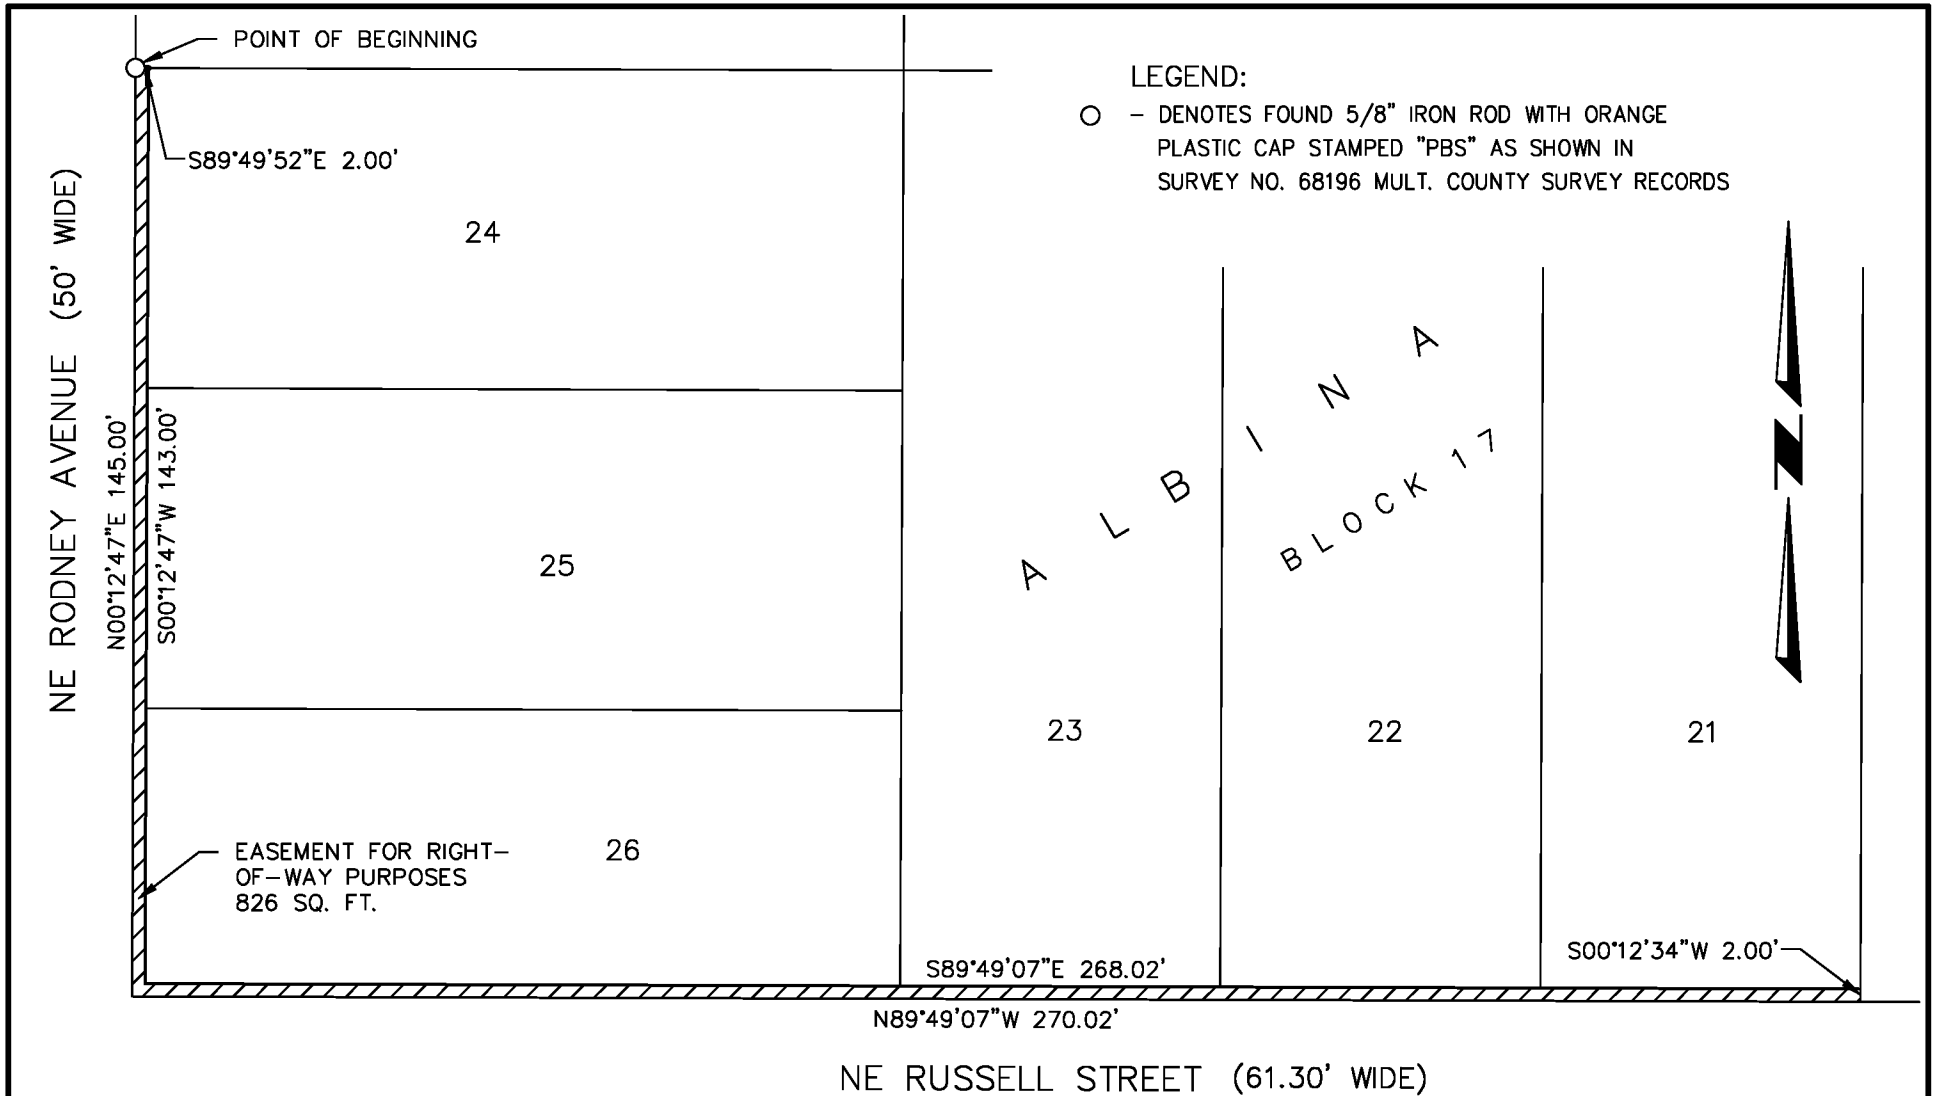 POINT OF BEGINNING
LEGEND:
○ – DENOTES FOUND 5/8" IRON ROD WITH ORANGE
PLASTIC CAP STAMPED "PBS" AS SHOWN IN
SURVEY NO. 68196 MULT. COUNTY SURVEY RECORDS
S89°49'52"E 2.00'
24
NE RODNEY AVENUE (50' WIDE)
N00°12'47"E 145.00'
S00°12'47"W 143.00'
25
ALBINA
BLOCK 17
N
23
22
21
26
EASEMENT FOR RIGHT–
OF–WAY PURPOSES
826 SQ. FT.
S00°12'34"W 2.00'
S89°49'07"E 268.02'
N89°49'07"W 270.02'
NE RUSSELL STREET (61.30' WIDE)